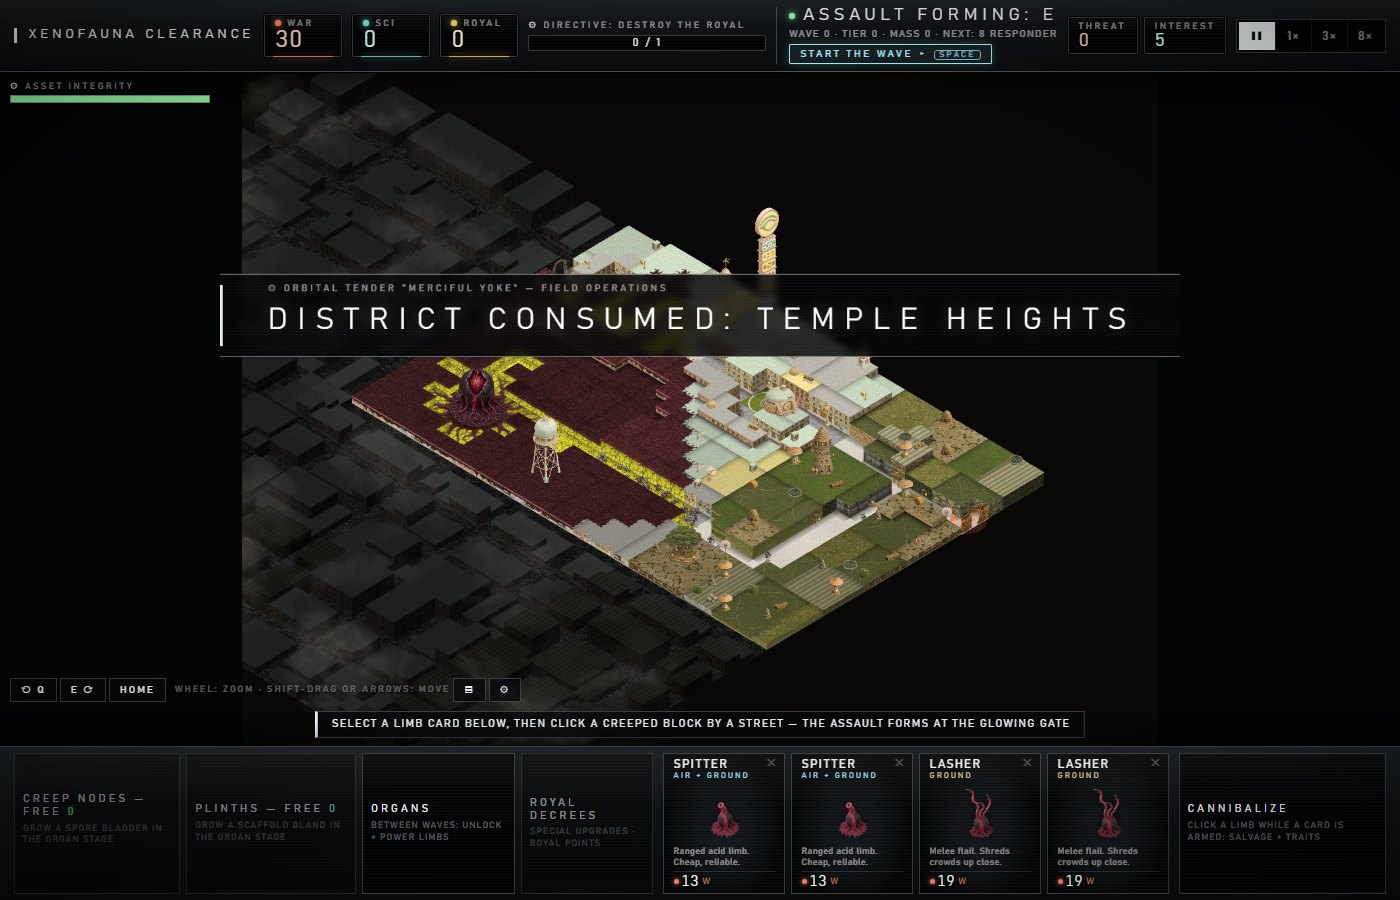 XENOFAUNA CLEARANCE
WAR
30
SCI
0
ROYAL
0
DIRECTIVE: DESTROY THE ROYAL
0 / 1
ASSAULT FORMING: E
WAVE 0 · TIER 0 · MASS 0 · NEXT: 8 RESPONDER
START THE WAVE ▸ SPACE
THREAT
0
INTEREST
5
1×
3×
8×
ASSET INTEGRITY
ORBITAL TENDER "MERCIFUL YOKE" — FIELD OPERATIONS
DISTRICT CONSUMED: TEMPLE HEIGHTS
Q
E
HOME
WHEEL: ZOOM · SHIFT-DRAG OR ARROWS: MOVE
SELECT A LIMB CARD BELOW, THEN CLICK A CREEPED BLOCK BY A STREET — THE ASSAULT FORMS AT THE GLOWING GATE
CREEP NODES —
FREE 0
GROW A SPORE BLADDER IN
THE ORGAN STAGE
PLINTHS — FREE 0
GROW A SCAFFOLD GLAND IN
THE ORGAN STAGE
ORGANS
BETWEEN WAVES: UNLOCK
+ POWER LIMBS
ROYAL
DECREES
SPECIAL UPGRADES ·
ROYAL POINTS
SPITTER
AIR + GROUND
Ranged acid limb.
Cheap, reliable.
13 W
SPITTER
AIR + GROUND
Ranged acid limb.
Cheap, reliable.
13 W
LASHER
GROUND
Melee flail. Shreds
crowds up close.
19 W
LASHER
GROUND
Melee flail. Shreds
crowds up close.
19 W
CANNIBALIZE
CLICK A LIMB WHILE A CARD IS
ARMED: SALVAGE + TRAITS